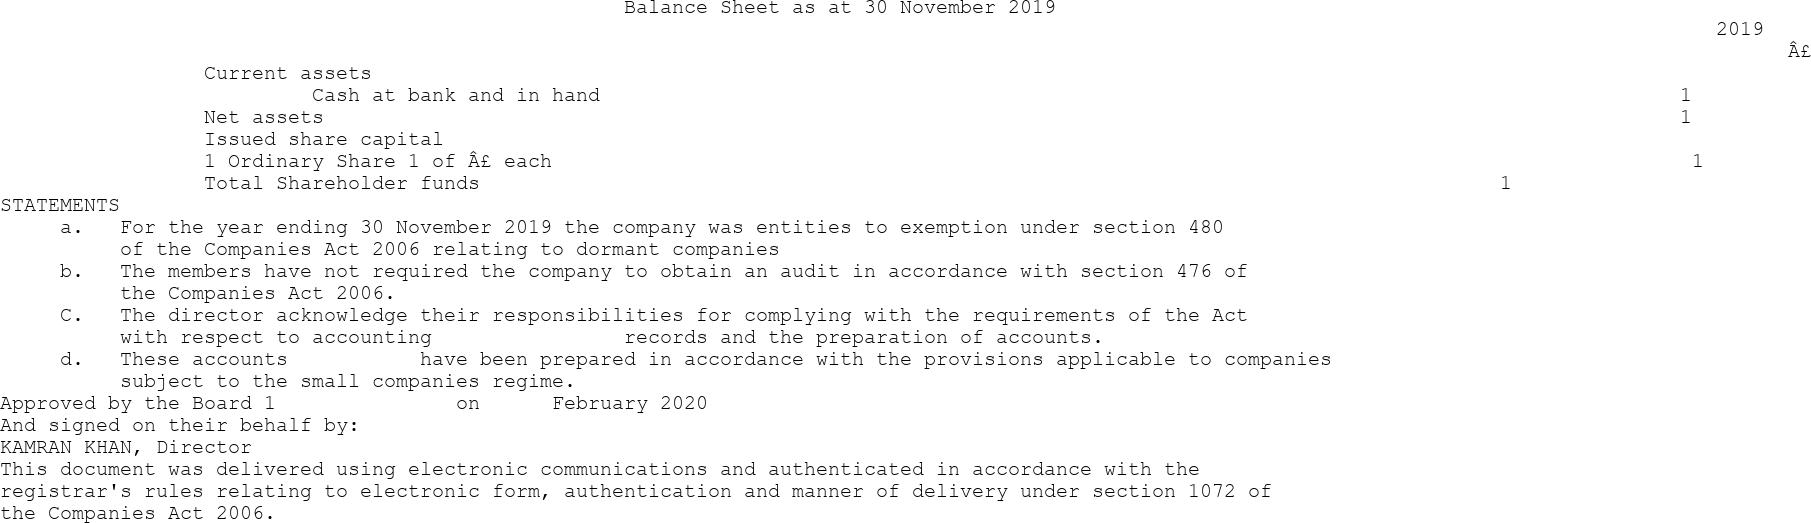 Balance Sheet as at 30 November 2019
2019
Â£
Current assets
Cash at bank and in hand 1
Net assets 1
Issued share capital
1 Ordinary Share 1 of Â£ each 1
Total Shareholder funds 1
STATEMENTS
a. For the year ending 30 November 2019 the company was entities to exemption under section 480
of the Companies Act 2006 relating to dormant companies
b. The members have not required the company to obtain an audit in accordance with section 476 of
the Companies Act 2006.
C. The director acknowledge their responsibilities for complying with the requirements of the Act
with respect to accounting records and the preparation of accounts.
d. These accounts have been prepared in accordance with the provisions applicable to companies
subject to the small companies regime.
Approved by the Board 1 on February 2020
And signed on their behalf by:
KAMRAN KHAN, Director
This document was delivered using electronic communications and authenticated in accordance with the
registrar's rules relating to electronic form, authentication and manner of delivery under section 1072 of
the Companies Act 2006.